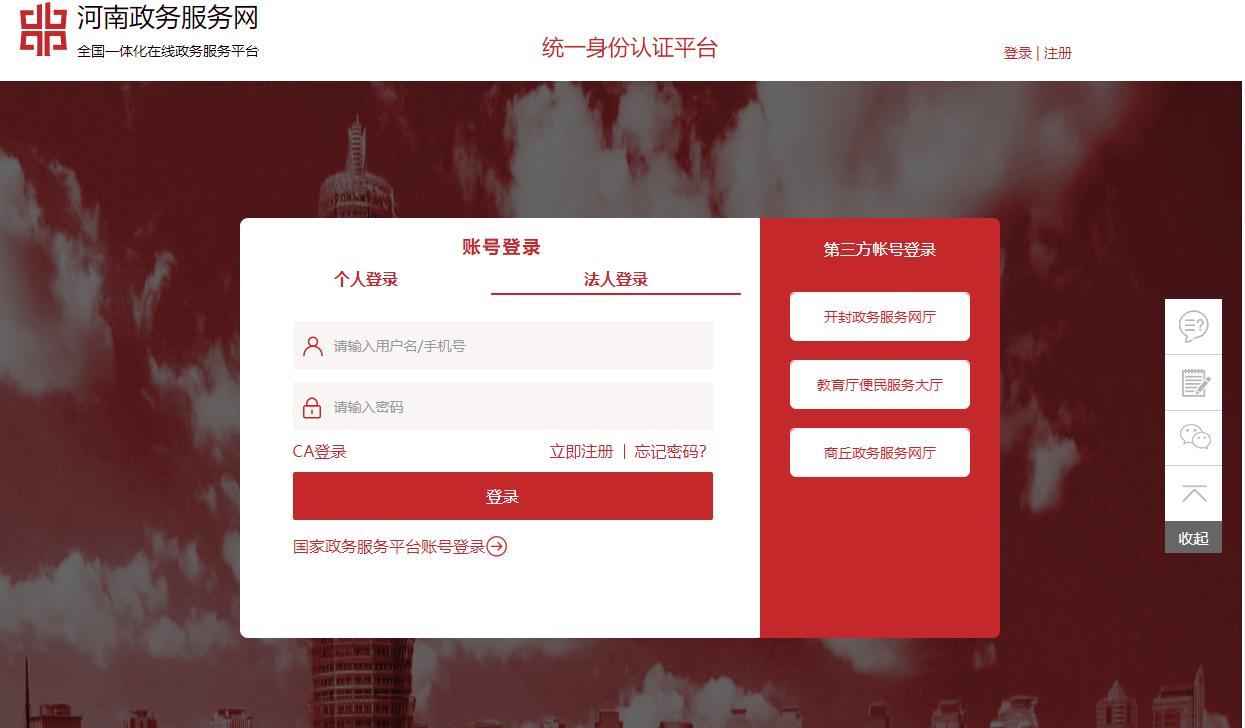 河南政务服务网
全国一体化在线政务服务平台
统一身份认证平台
登录 | 注册
账号登录
个人登录 法人登录
请输入用户名/手机号
请输入密码
CA登录 立即注册 | 忘记密码?
登录
国家政务服务平台账号登录
第三方帐号登录
开封政务服务网厅
教育厅便民服务大厅
商丘政务服务网厅
收起